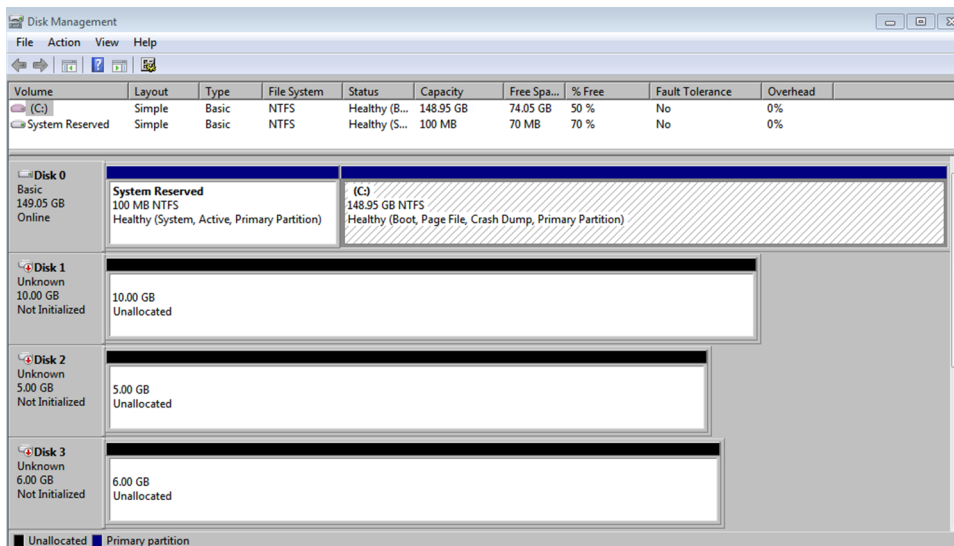 Disk Management
File Action View Help
Volume Layout Type File System Status Capacity Free Spa... % Free Fault Tolerance Overhead
(C:) Simple Basic NTFS Healthy (B... 148.95 GB 74.05 GB 50 % No 0%
System Reserved Simple Basic NTFS Healthy (S... 100 MB 70 MB 70 % No 0%
Disk 0
Basic
149.05 GB
Online
System Reserved
100 MB NTFS
Healthy (System, Active, Primary Partition)
(C:)
148.95 GB NTFS
Healthy (Boot, Page File, Crash Dump, Primary Partition)
Disk 1
Unknown
10.00 GB
Not Initialized
10.00 GB
Unallocated
Disk 2
Unknown
5.00 GB
Not Initialized
5.00 GB
Unallocated
Disk 3
Unknown
6.00 GB
Not Initialized
6.00 GB
Unallocated
Unallocated Primary partition